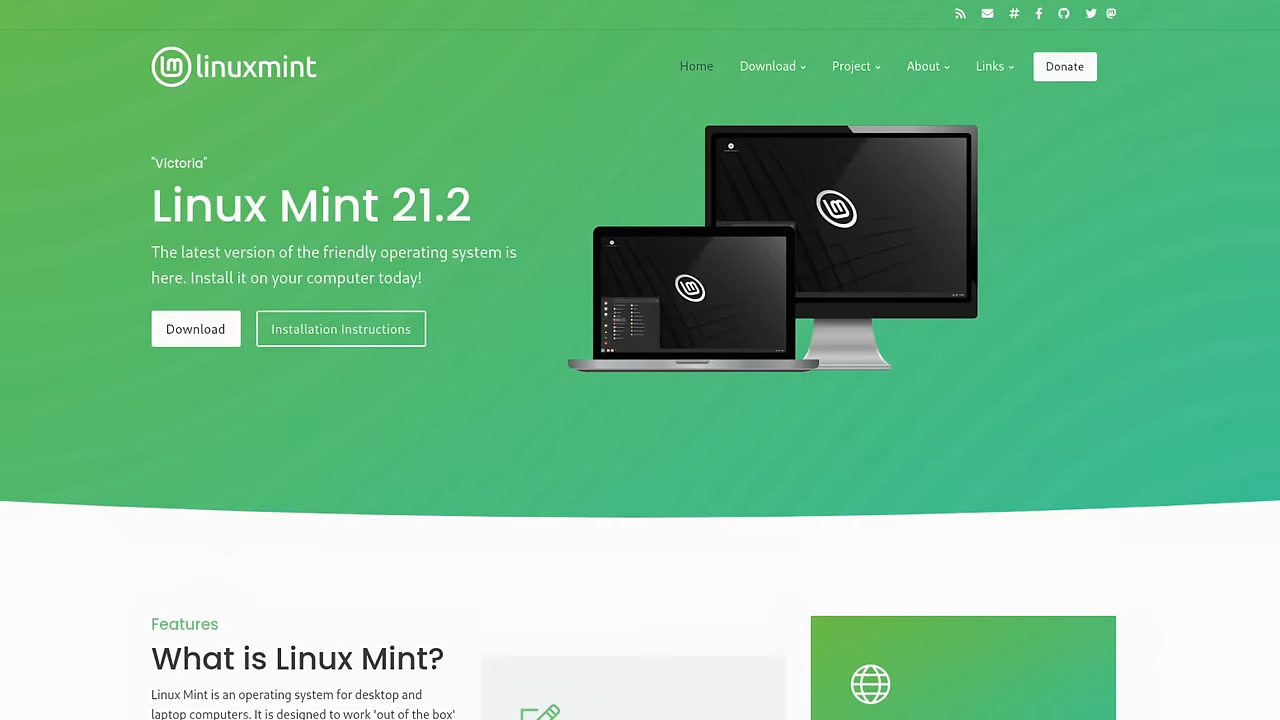 linuxmint
Home
Download
Project
About
Links
Donate
"Victoria"
Linux Mint 21.2
The latest version of the friendly operating system is
here. Install it on your computer today!
Download
Installation Instructions
Features
What is Linux Mint?
Linux Mint is an operating system for desktop and
laptop computers. It is designed to work 'out of the box'